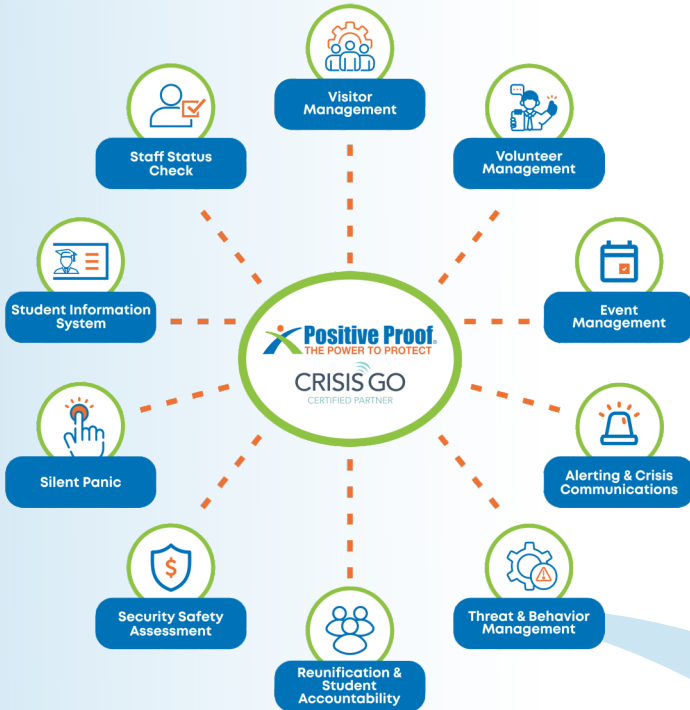 Visitor
Management
Staff Status
Check
Volunteer
Management
Student Information
System
Event
Management
Positive Proof®
THE POWER TO PROTECT
CRISIS GO
CERTIFIED PARTNER
Silent Panic
Alerting & Crisis
Communications
Security Safety
Assessment
Threat & Behavior
Management
Reunification &
Student
Accountability